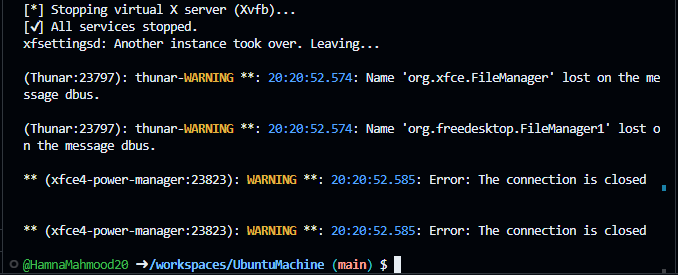 [*] Stopping virtual X server (Xvfb)...
[✓] All services stopped.
xfsettingsd: Another instance took over. Leaving...
(Thunar:23797): thunar-WARNING **: 20:20:52.574: Name 'org.xfce.FileManager' lost on the me
ssage dbus.
(Thunar:23797): thunar-WARNING **: 20:20:52.574: Name 'org.freedesktop.FileManager1' lost o
n the message dbus.
** (xfce4-power-manager:23823): WARNING **: 20:20:52.585: Error: The connection is closed
** (xfce4-power-manager:23823): WARNING **: 20:20:52.585: Error: The connection is closed
@HamnaMahmood20 ➜/workspaces/UbuntuMachine (main) $